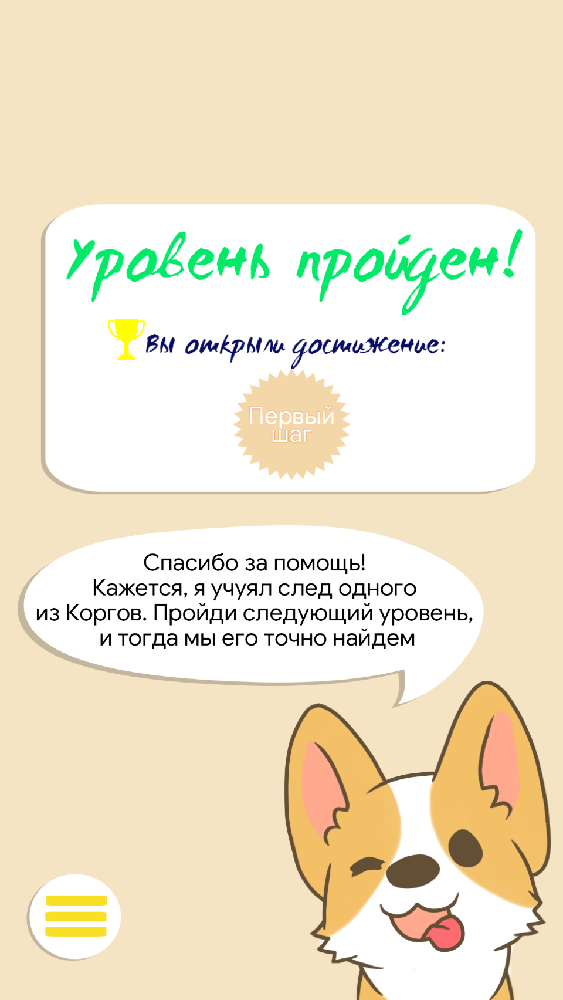 Уровень пройден!
Вы открыли достижение:
Первый
шаг
Спасибо за помощь!
Кажется, я учуял след одного
из Коргов. Пройди следующий уровень,
и тогда мы его точно найдем